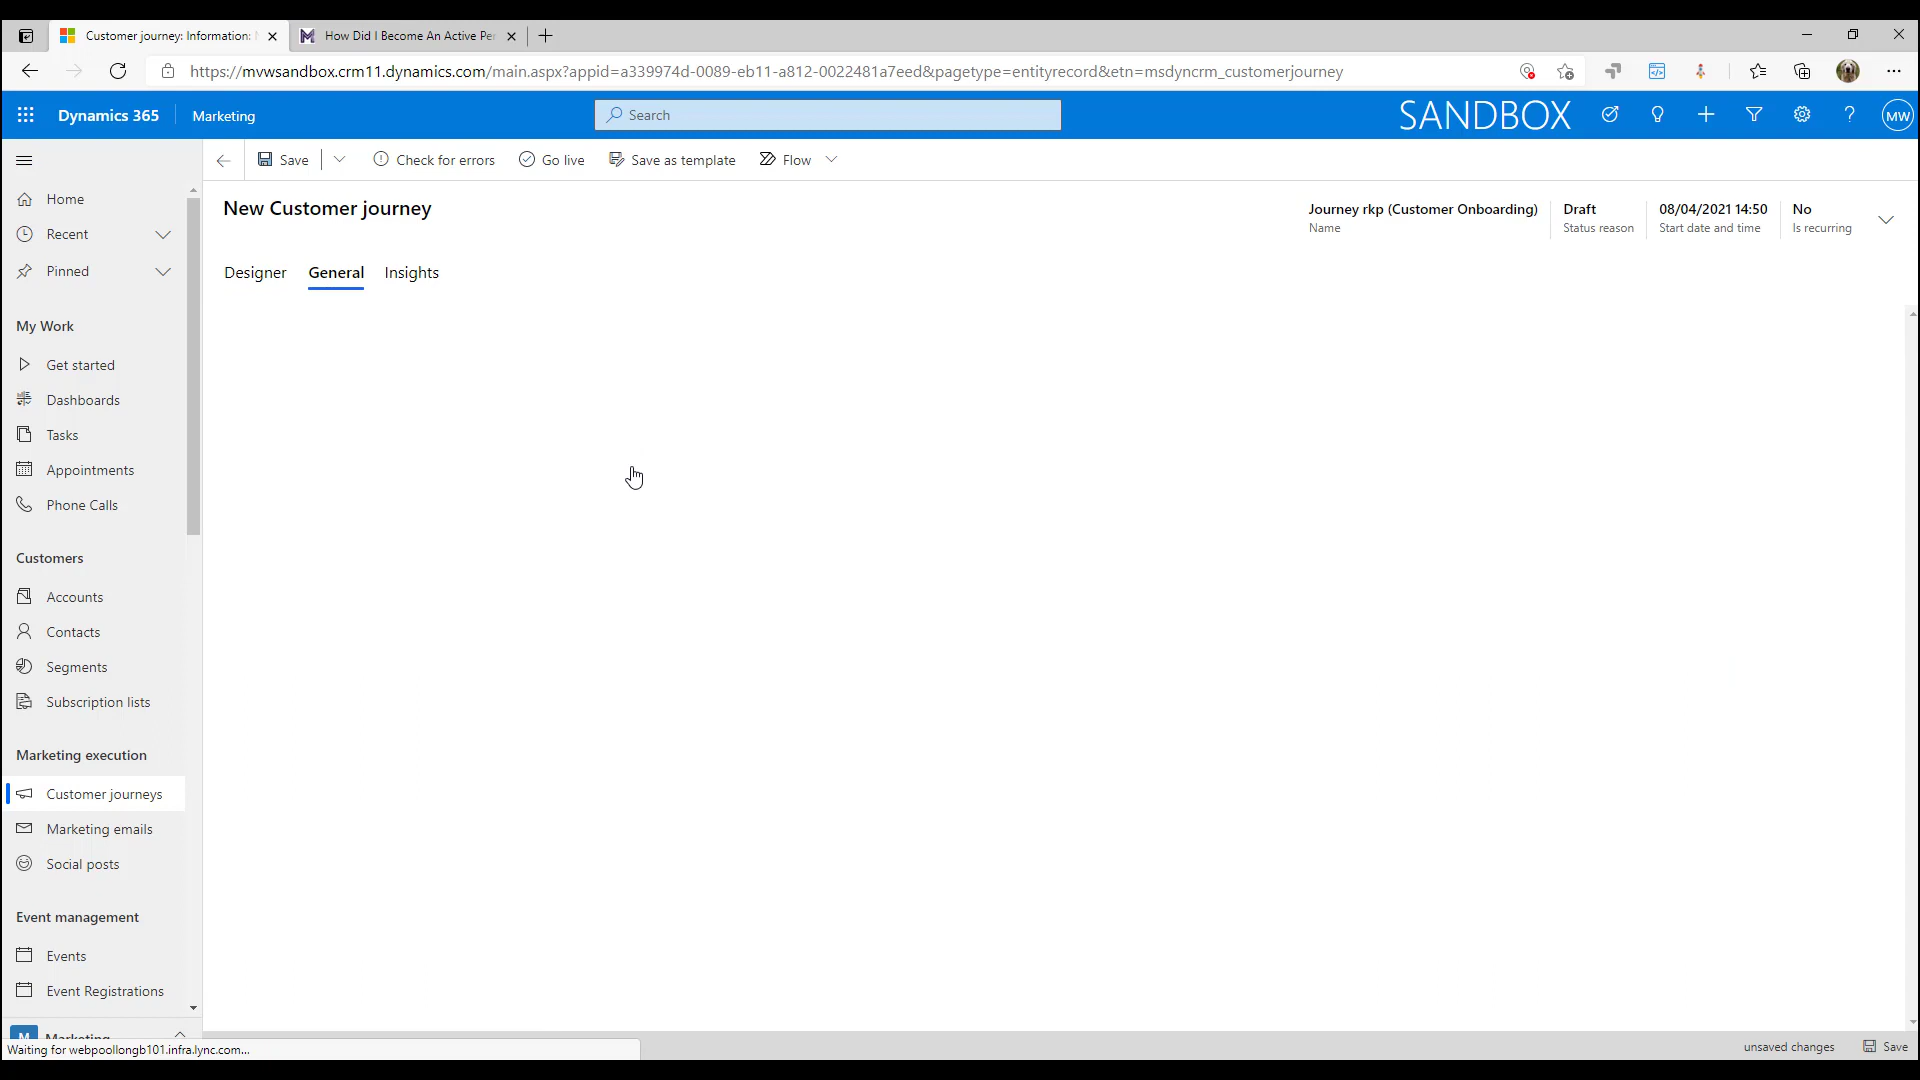 Customer journey: Information:
How Did I Become An Active Per
https://mvwsandbox.crm11.dynamics.com/main.aspx?appid=a339974d-0089-eb11-a812-0022481a7eed&pagetype=entityrecord&etn=msdyncrm_customerjourney
Dynamics 365
Marketing
Search
SANDBOX
MW
Save
Check for errors
Go live
Save as template
Flow
New Customer journey
Journey rkp (Customer Onboarding)
Name
Draft
Status reason
08/04/2021 14:50
Start date and time
No
Is recurring
Designer
General
Insights
Home
Recent
Pinned
My Work
Get started
Dashboards
Tasks
Appointments
Phone Calls
Customers
Accounts
Contacts
Segments
Subscription lists
Marketing execution
Customer journeys
Marketing emails
Social posts
Event management
Events
Event Registrations
M
Marketing
Waiting for webpoollongb101.infra.lync.com...
unsaved changes
Save